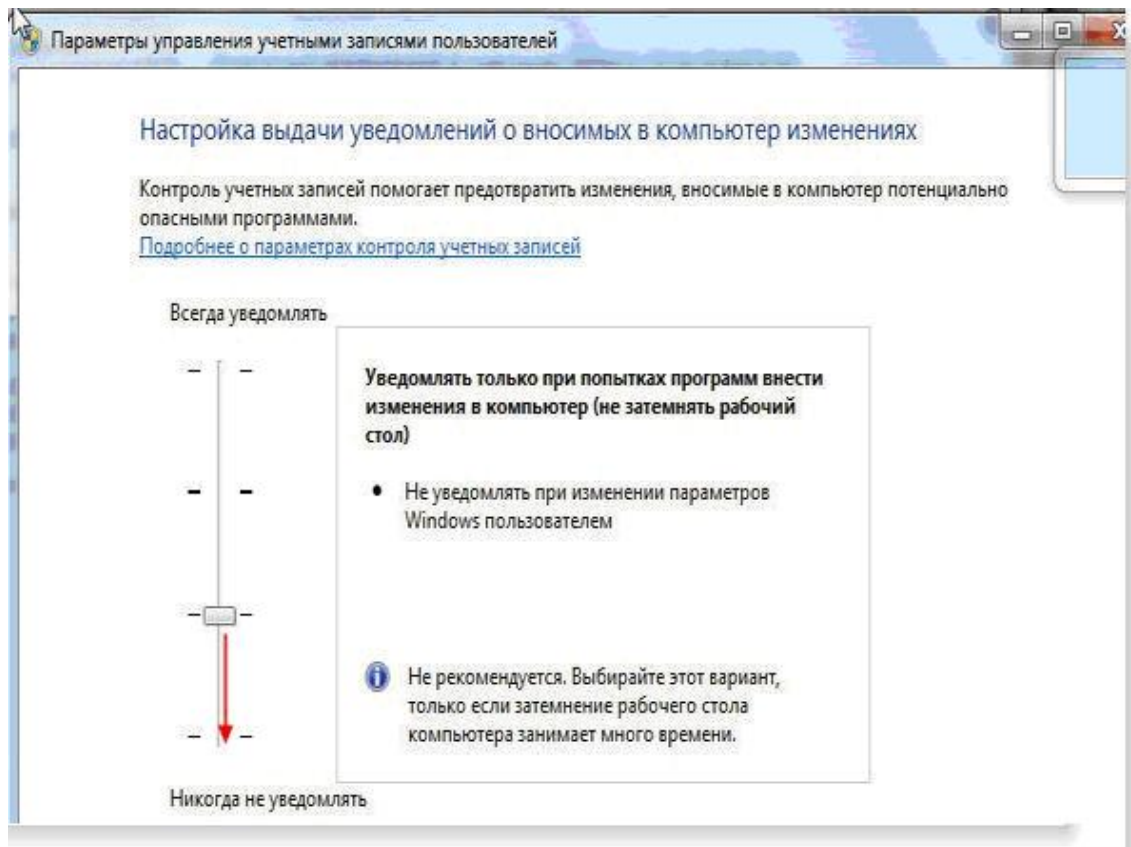 Параметры управления учетными записями пользователей
Настройка выдачи уведомлений о вносимых в компьютер изменениях
Контроль учетных записей помогает предотвратить изменения, вносимые в компьютер потенциально
опасными программами.
Подробнее о параметрах контроля учетных записей
Всегда уведомлять
Уведомлять только при попытках программ внести
изменения в компьютер (не затемнять рабочий
стол)
• Не уведомлять при изменении параметров
Windows пользователем
Не рекомендуется. Выбирайте этот вариант,
только если затемнение рабочего стола
компьютера занимает много времени.
Никогда не уведомлять